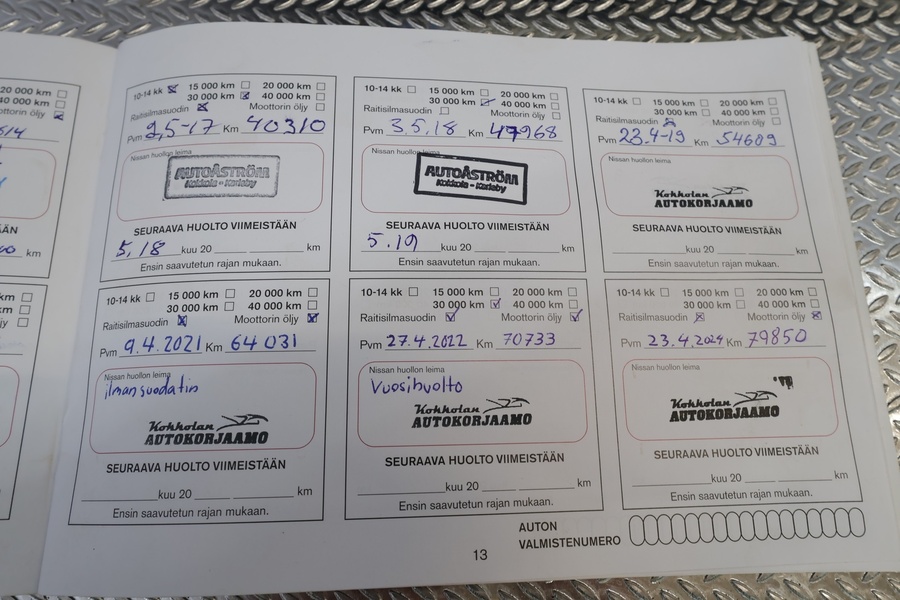 20 000 km
40 000 km
Moottorin öljy
km
10-14 kk 15 000 km 20 000 km
30 000 km 40 000 km
Raitisilmasuodin Moottorin öljy
Pvm 2,5-17 Km 40310
Nissan huollon leima
AUTOÅSTRÖM
Kokkola - Karleby
SEURAAVA HUOLTO VIIMEISTÄÄN
5,18 kuu 20 km
Ensin saavutetun rajan mukaan.
10-14 kk 15 000 km 20 000 km
30 000 km 40 000 km
Raitisilmasuodin Moottorin öljy
Pvm 3.5.18 Km 47968
Nissan huollon leima
AUTOÅSTRÖM
Kokkola - Karleby
SEURAAVA HUOLTO VIIMEISTÄÄN
5.19 kuu 20 km
Ensin saavutetun rajan mukaan.
10-14 kk 15 000 km 20 000 km
30 000 km 40 000 km
Raitisilmasuodin Moottorin öljy
Pvm 23.4-19 Km 54609
Nissan huollon leima
Kokkolan
AUTOKORJAAMO
SEURAAVA HUOLTO VIIMEISTÄÄN
kuu 20 km
Ensin saavutetun rajan mukaan.
10-14 kk 15 000 km 20 000 km
30 000 km 40 000 km
Raitisilmasuodin Moottorin öljy
Pvm 9.4.2021 Km 64031
Nissan huollon leima
ilmansuodatin
Kokkolan
AUTOKORJAAMO
SEURAAVA HUOLTO VIIMEISTÄÄN
kuu 20 km
Ensin saavutetun rajan mukaan.
10-14 kk 15 000 km 20 000 km
30 000 km 40 000 km
Raitisilmasuodin Moottorin öljy
Pvm 27.4.2022 Km 70733
Nissan huollon leima
Vuosihuolto
Kokkolan
AUTOKORJAAMO
SEURAAVA HUOLTO VIIMEISTÄÄN
kuu 20 km
Ensin saavutetun rajan mukaan.
10-14 kk 15 000 km 20 000 km
30 000 km 40 000 km
Raitisilmasuodin Moottorin öljy
Pvm 23.4.2024 Km 79850
Nissan huollon leima
Kokkolan
AUTOKORJAAMO
SEURAAVA HUOLTO VIIMEISTÄÄN
kuu 20 km
Ensin saavutetun rajan mukaan.
AUTON
VALMISTENUMERO
13